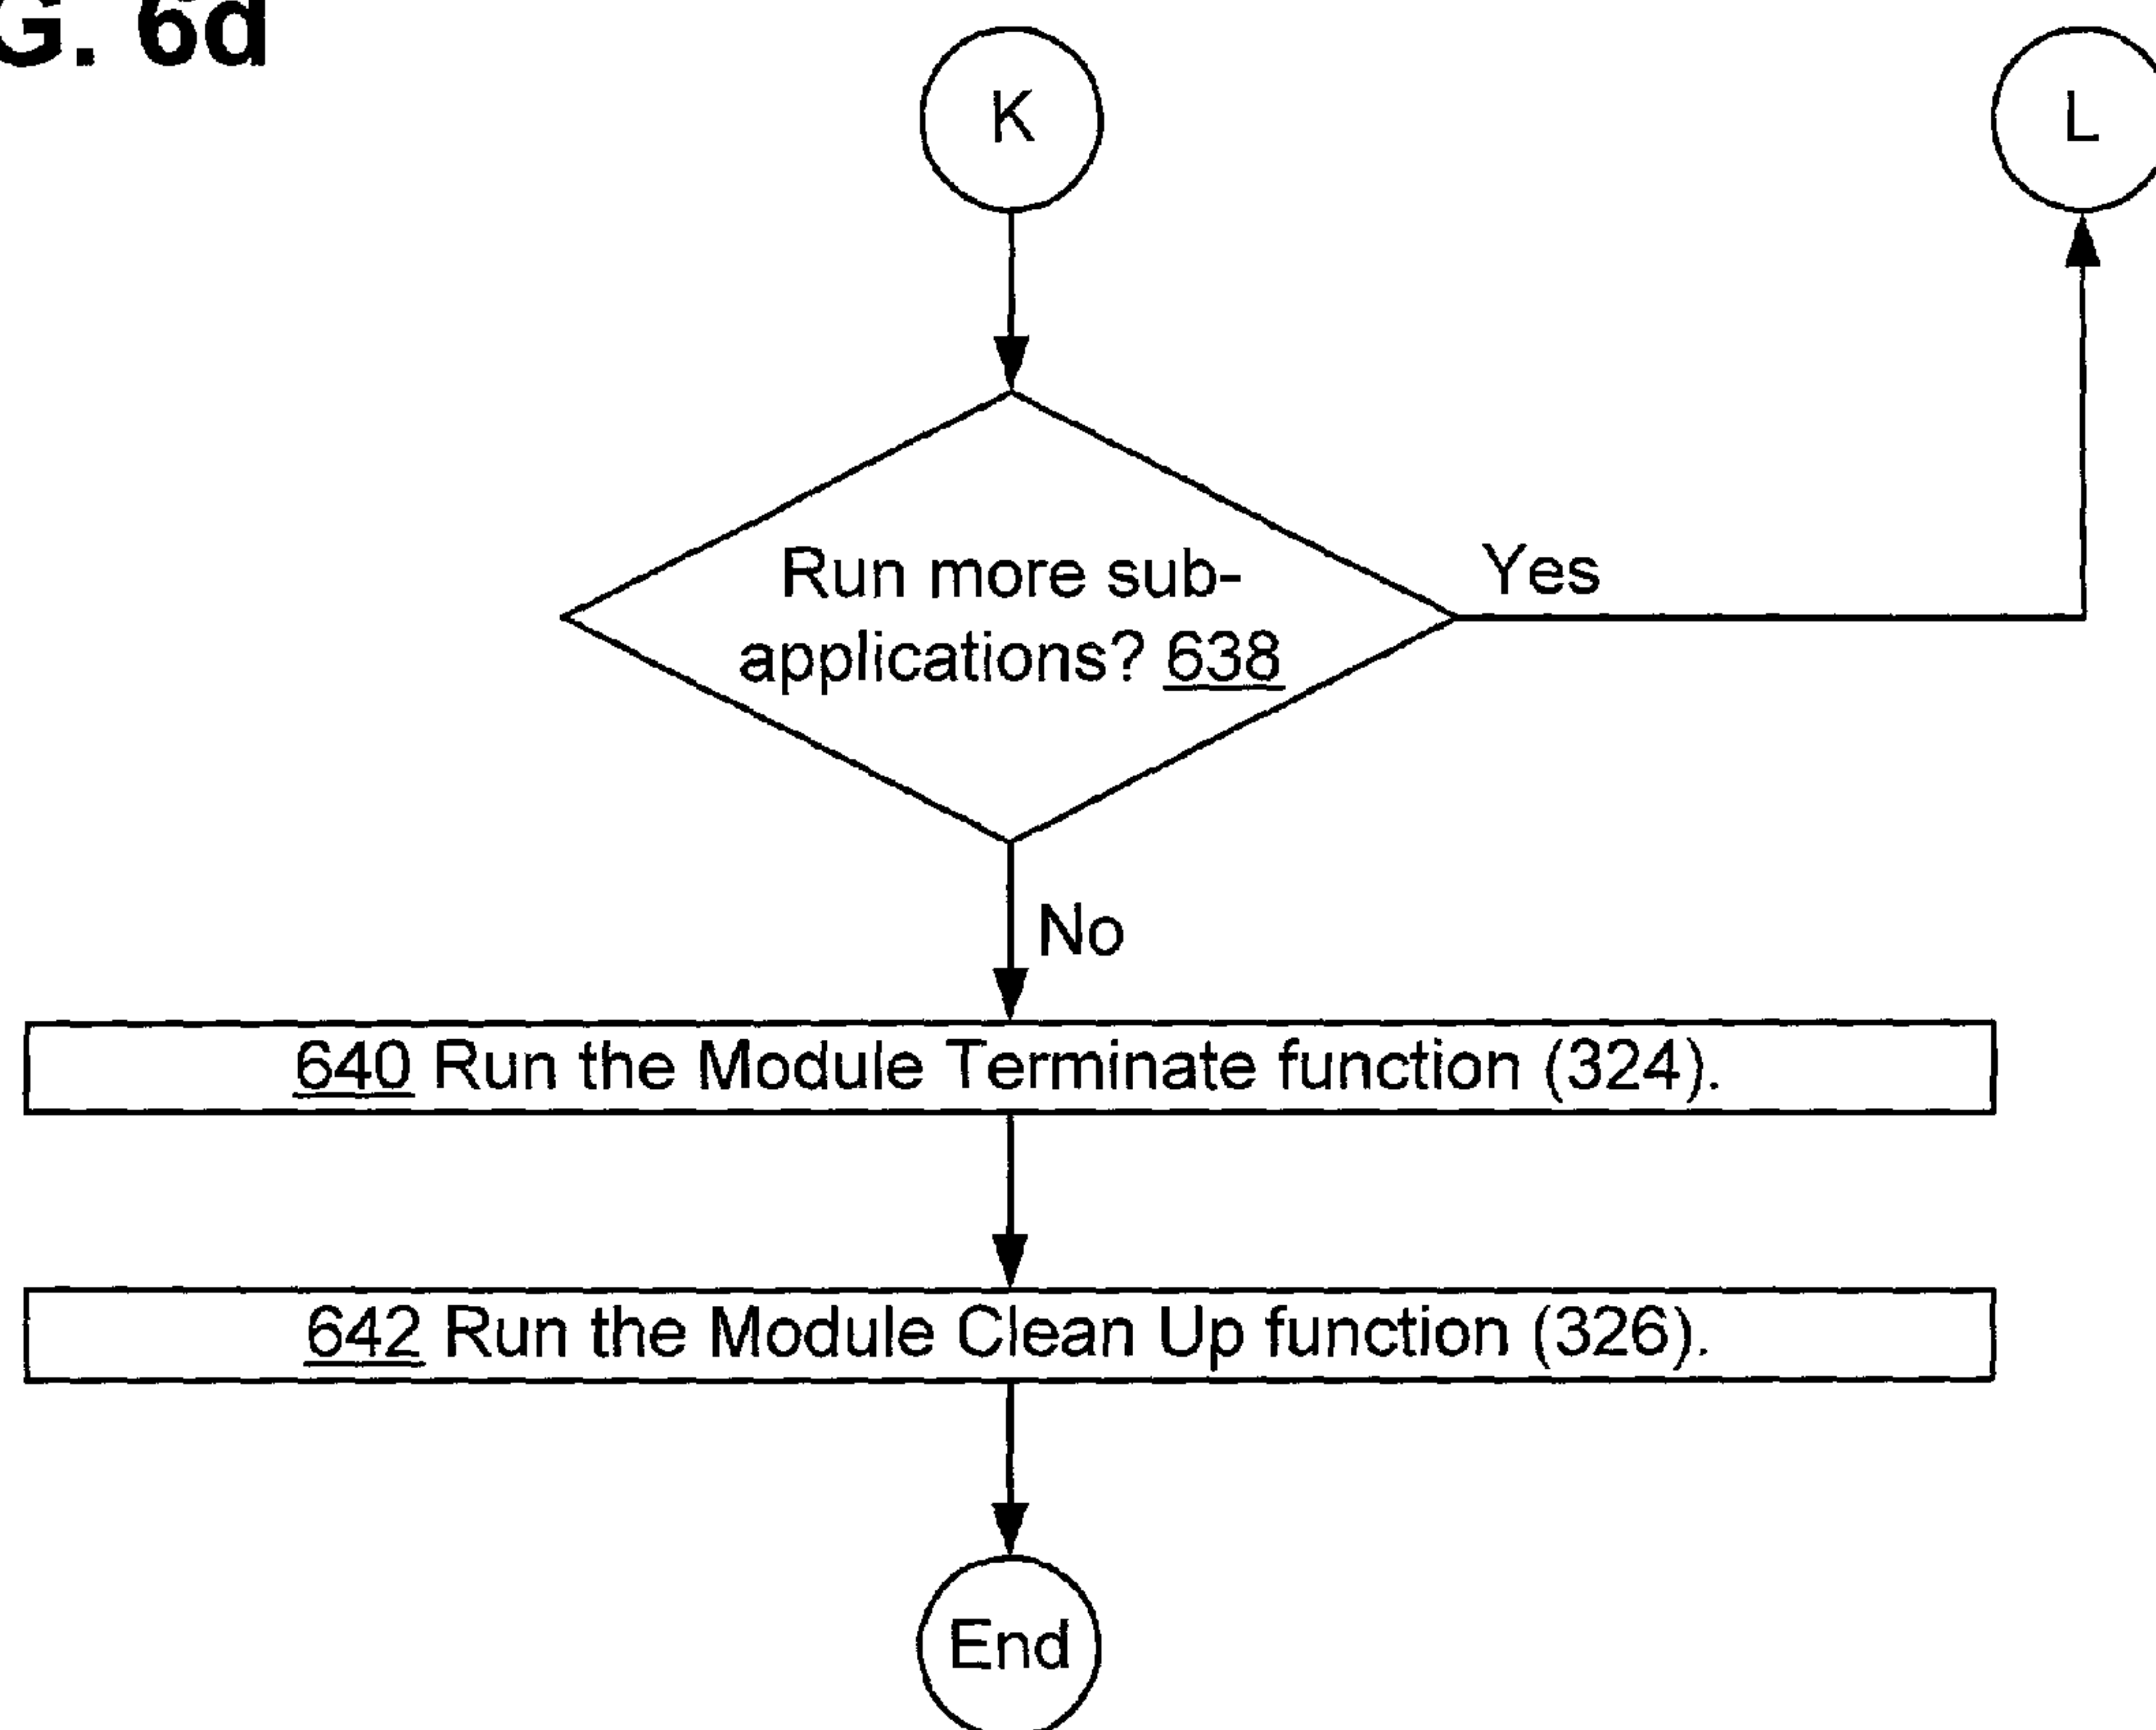 G. 6d
K
L
Run more sub-
applications? 638
Yes
No
640 Run the Module Terminate function (324).
642 Run the Module Clean Up function (326).
End